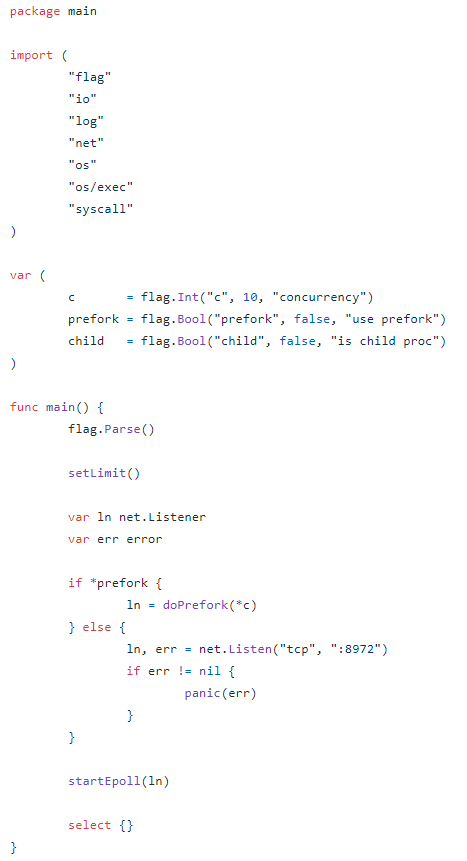 package main
import (
"flag"
"io"
"log"
"net"
"os"
"os/exec"
"syscall"
)
var (
c       = flag.Int("c", 10, "concurrency")
prefork = flag.Bool("prefork", false, "use prefork")
child   = flag.Bool("child", false, "is child proc")
)
func main() {
flag.Parse()
setLimit()
var ln net.Listener
var err error
if *prefork {
ln = doPrefork(*c)
} else {
ln, err = net.Listen("tcp", ":8972")
if err != nil {
panic(err)
}
}
startEpoll(ln)
select {}
}